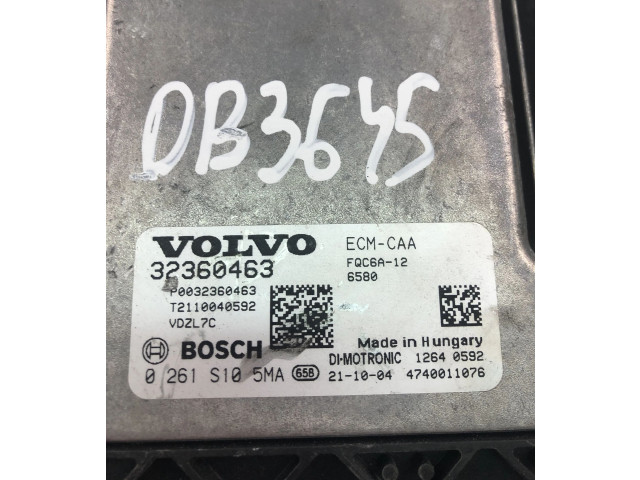 DB3645
VOLVO ECM-CAA
32360463 FQC6A-12
6580
P0032360463
T2110040592
VDZL7C
Made in Hungary
BOSCH DI-MOTRONIC 1264 0592
0 261 S10 5MA 658 21-10-04 4740011076